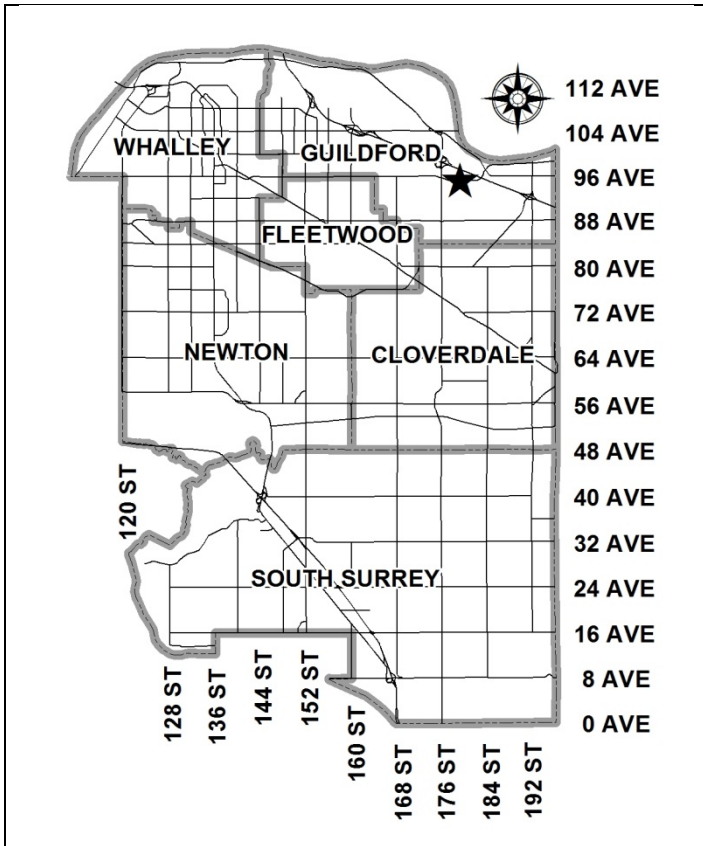 112 AVE
104 AVE
WHALLEY
GUILDFORD
96 AVE
88 AVE
FLEETWOOD
80 AVE
72 AVE
NEWTON
CLOVERDALE
64 AVE
56 AVE
48 AVE
120 ST
40 AVE
32 AVE
SOUTH SURREY
24 AVE
16 AVE
8 AVE
0 AVE
128 ST
136 ST
144 ST
152 ST
160 ST
168 ST
176 ST
184 ST
192 ST